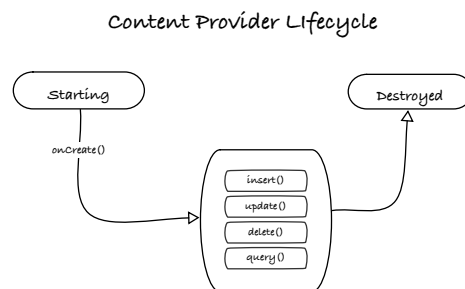 Content Provider LIfecycle
Starting
Destroyed
onCreate()
insert()
update()
delete()
query()